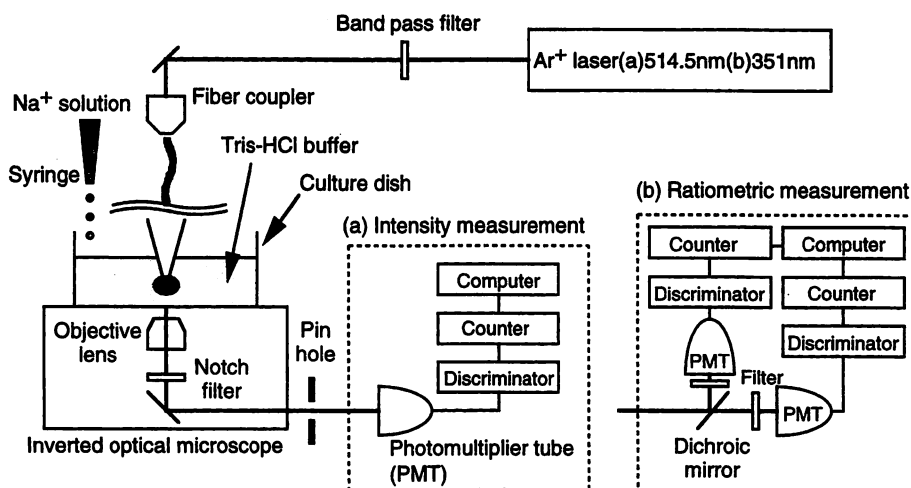 Band pass filter
Ar+ laser(a)514.5nm(b)351nm
Na+ solution
Fiber coupler
Tris-HCl buffer
Syringe
Culture dish
(a) Intensity measurement
(b) Ratiometric measurement
Computer
Counter
Discriminator
Photomultiplier tube
(PMT)
Counter
Computer
Discriminator
Counter
Discriminator
PMT
Filter
PMT
Dichroic
mirror
Objective
lens
Notch
filter
Pin
hole
Inverted optical microscope